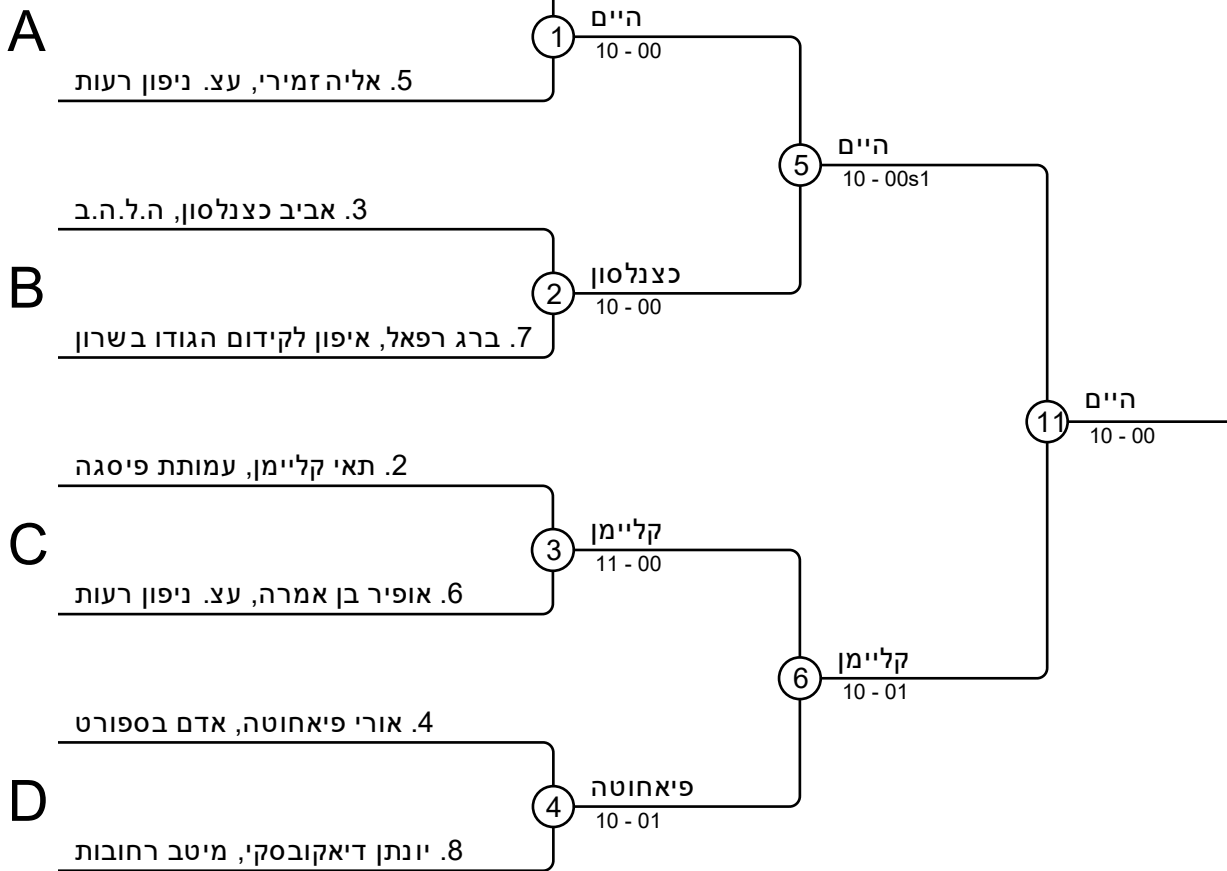 A
1
היים
10 - 00
5. אליה זמירי, עצ. ניפון רעות
5
היים
10 - 00s1
3. אביב כצנלסון, ה.ל.ה.ב
B
2
כצנלסון
10 - 00
7. ברג רפאל, איפון לקידום הגודו בשרון
11
היים
10 - 00
2. תאי קליימן, עמותת פיסגה
C
3
קליימן
11 - 00
6. אופיר בן אמרה, עצ. ניפון רעות
6
קליימן
10 - 01
4. אורי פיאחוטה, אדם בספורט
D
4
פיאחוטה
10 - 01
8. יונתן דיאקובסקי, מיטב רחובות